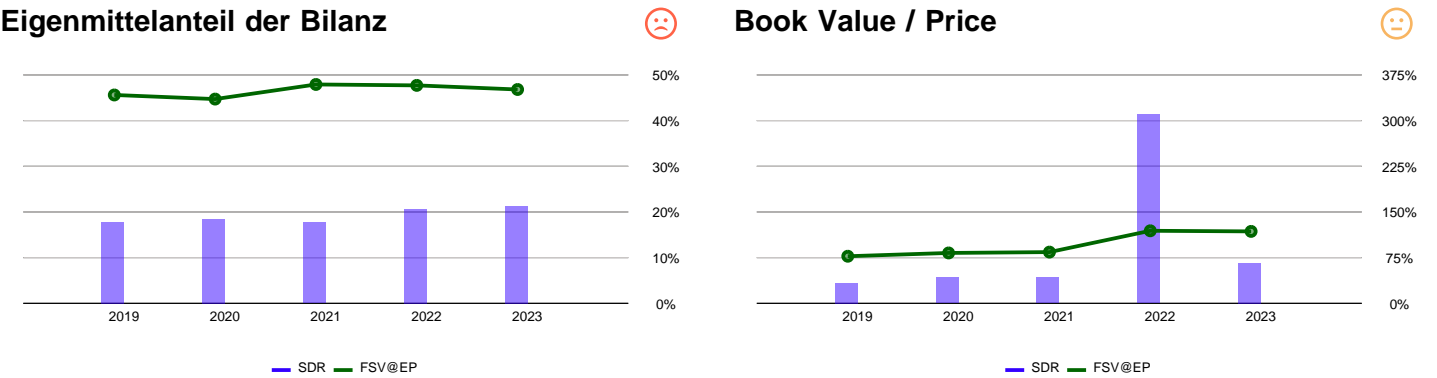 Eigenmittelanteil der Bilanz
50%
40%
30%
20%
10%
0%
2019 2020 2021 2022 2023
SDR FSV@EP
Book Value / Price
375%
300%
225%
150%
75%
0%
2019 2020 2021 2022 2023
SDR FSV@EP